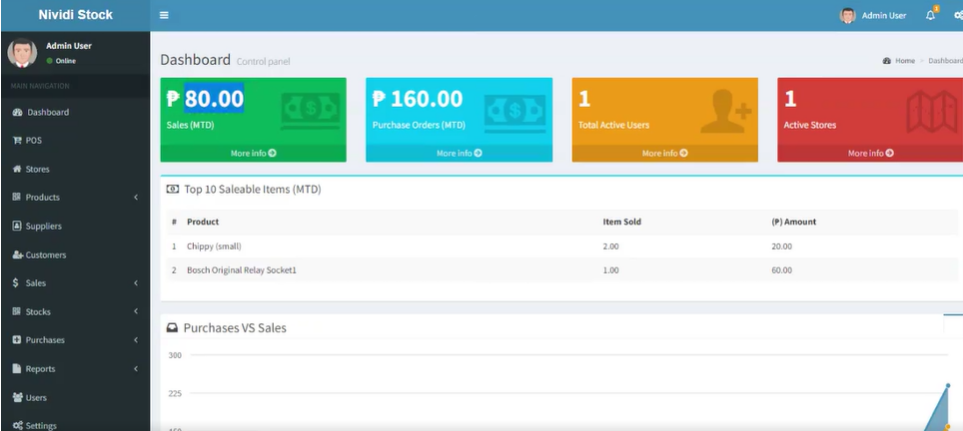 Nividi Stock
Admin User
1
Admin User
Online
Dashboard Control panel
Home > Dashboard
MAIN NAVIGATION
Dashboard
POS
Stores
Products
Suppliers
Customers
$ Sales
Stocks
Purchases
Reports
Users
Settings
₱ 80.00
Sales (MTD)
More info
₱ 160.00
Purchase Orders (MTD)
More info
1
Total Active Users
More info
1
Active Stores
More info
Top 10 Saleable Items (MTD)
# Product Item Sold (₱) Amount
1 Chippy (small) 2.00 20.00
2 Bosch Original Relay Socket1 1.00 60.00
Purchases VS Sales
300
225
150